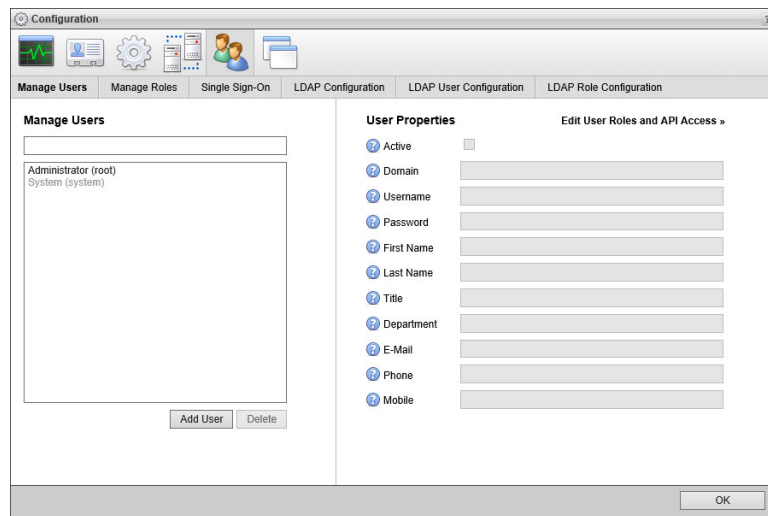 Configuration
Manage Users
Manage Roles
Single Sign-On
LDAP Configuration
LDAP User Configuration
LDAP Role Configuration
Manage Users
Administrator (root)
System (system)
Add User
Delete
User Properties
Edit User Roles and API Access »
? Active
? Domain
? Username
? Password
? First Name
? Last Name
? Title
? Department
? E-Mail
? Phone
? Mobile
OK